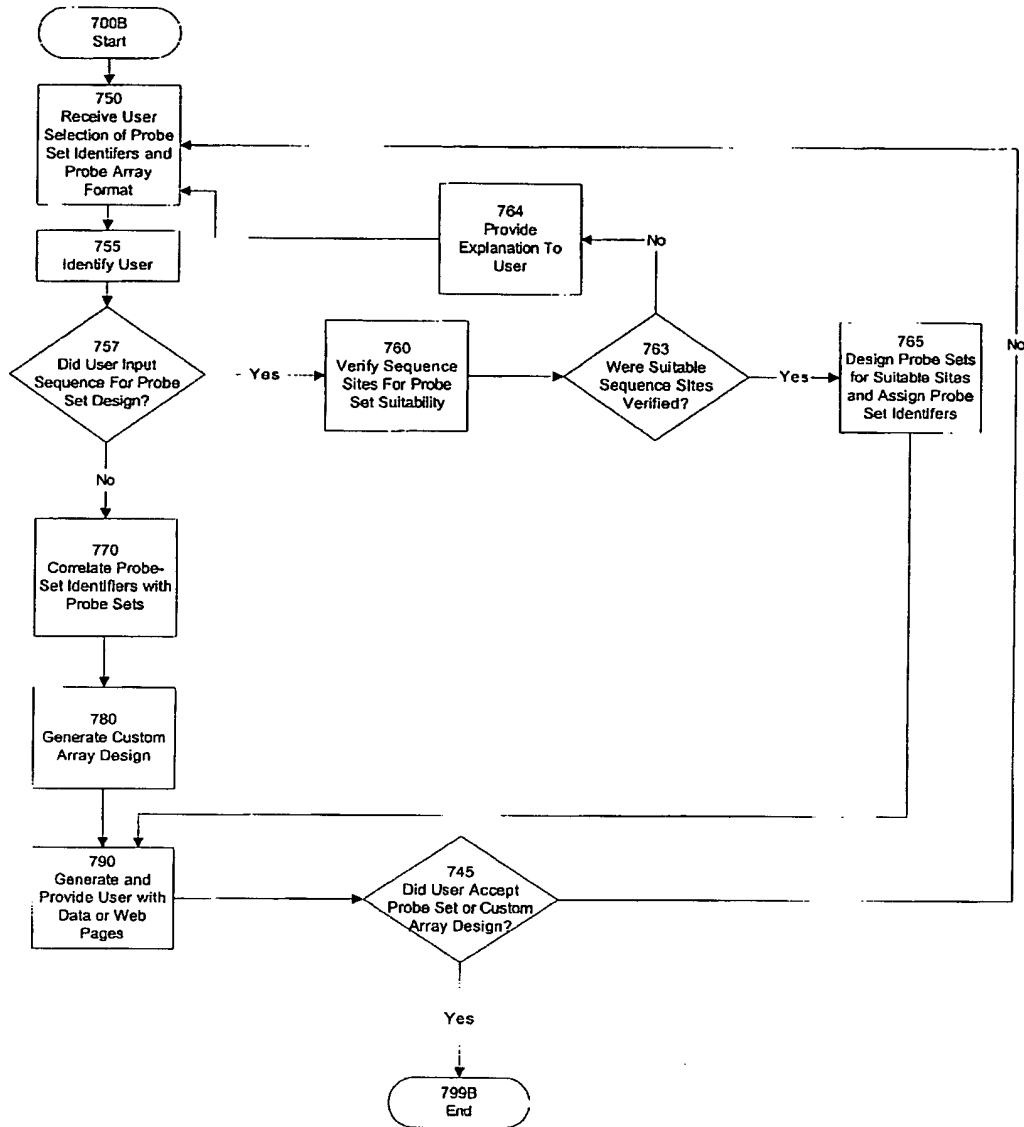 700B
Start
750
Receive User
Selection of Probe
Set Identifers and
Probe Array
Format
764
Provide
Explanation To
User
No
755
Identify User
757
Did User Input
Sequence For Probe
Set Design?
Yes
760
Verify Sequence
Sites For Probe
Set Suitability
763
Were Suitable
Sequence Sites
Verified?
Yes
765
Design Probe Sets
for Suitable Sites
and Assign Probe
Set Identifers
No
No
770
Correlate Probe-
Set Identifiers with
Probe Sets
780
Generate Custom
Array Design
790
Generate and
Provide User with
Data or Web
Pages
745
Did User Accept
Probe Set or Custom
Array Design?
Yes
799B
End